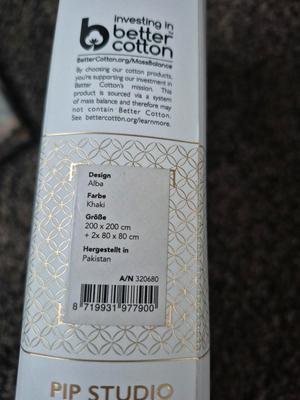 investing in
better
cotton
BetterCotton.org/MassBalance
By choosing our cotton products,
you're supporting our investment in
Better Cotton's mission. This
product is sourced via a system
of mass balance and therefore may
not contain Better Cotton.
See bettercotton.org/learnmore.
Design
Alba
Farbe
Khaki
Größe
200 x 200 cm
+ 2x 80 x 80 cm
Hergestellt in
Pakistan
A/N 320680
8 719931 977900
PIP STUDIO